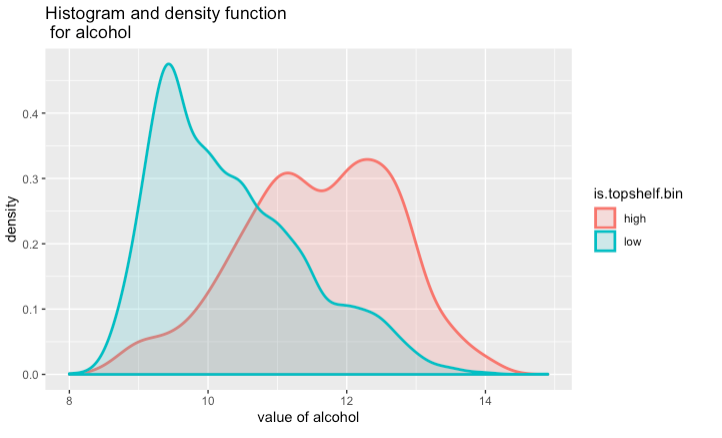 Histogram and density function
for alcohol
density
0.4
0.3
0.2
0.1
0.0
8 10 12 14
value of alcohol
is.topshelf.bin
high
low